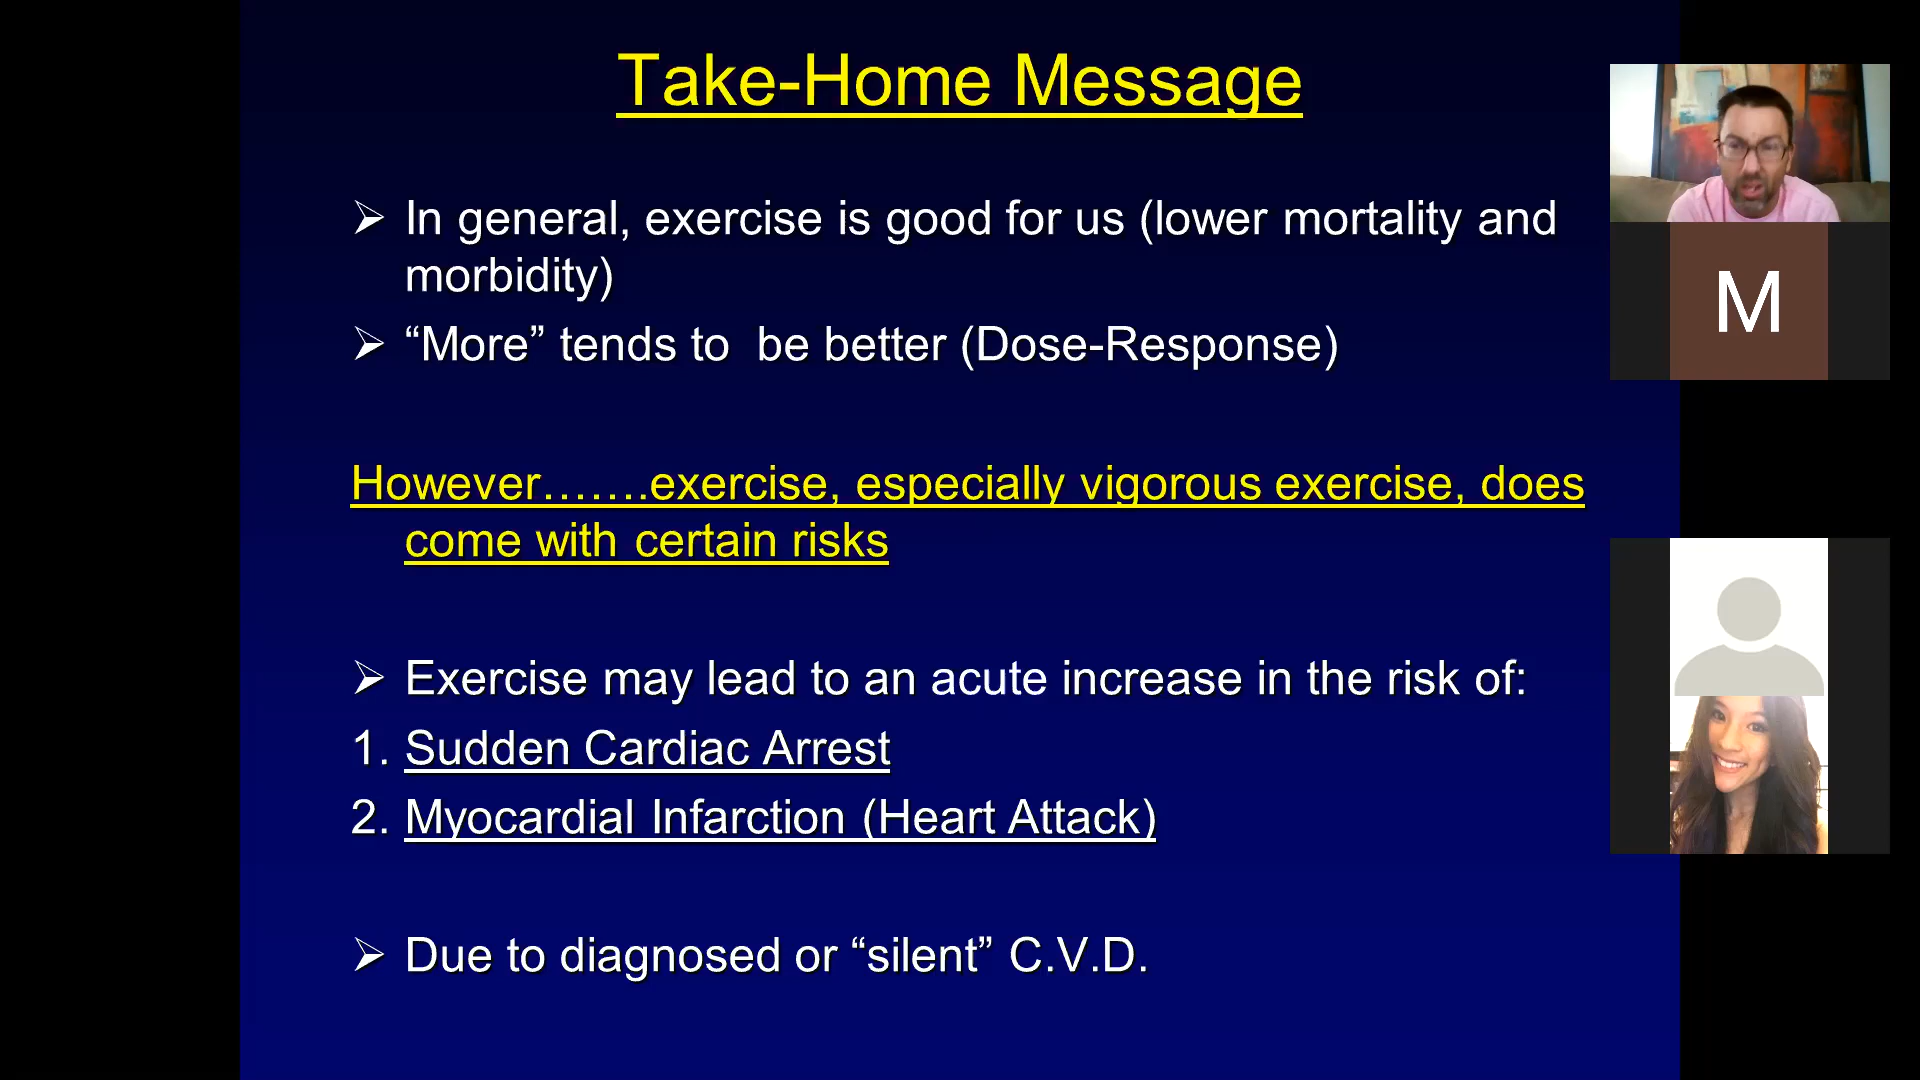 Take-Home Message
➢ In general, exercise is good for us (lower mortality and
morbidity)
➢ “More” tends to  be better (Dose-Response)
However…….exercise, especially vigorous exercise, does
come with certain risks
➢ Exercise may lead to an acute increase in the risk of:
1. Sudden Cardiac Arrest
2. Myocardial Infarction (Heart Attack)
➢ Due to diagnosed or “silent” C.V.D.
M